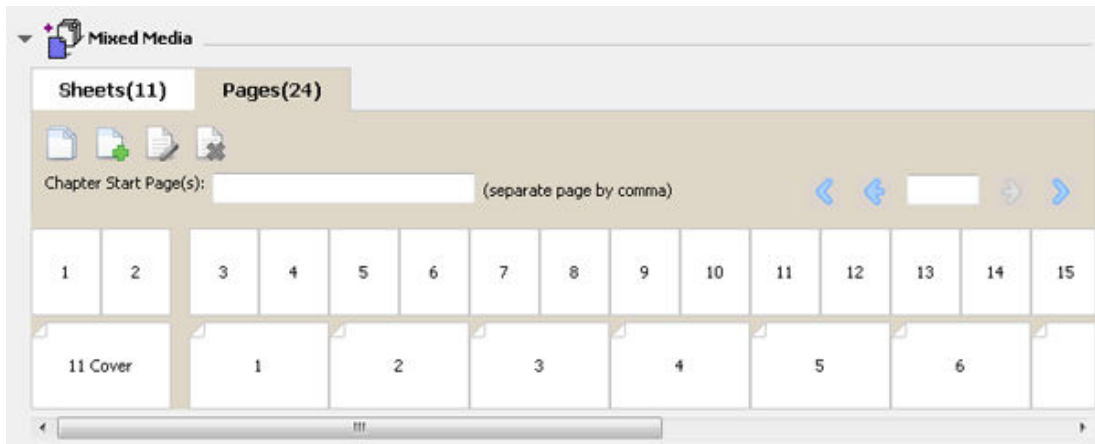 Mixed Media
Sheets(11) Pages(24)
Chapter Start Page(s): (separate page by comma)
1 2 3 4 5 6 7 8 9 10 11 12 13 14 15
11 Cover 1 2 3 4 5 6